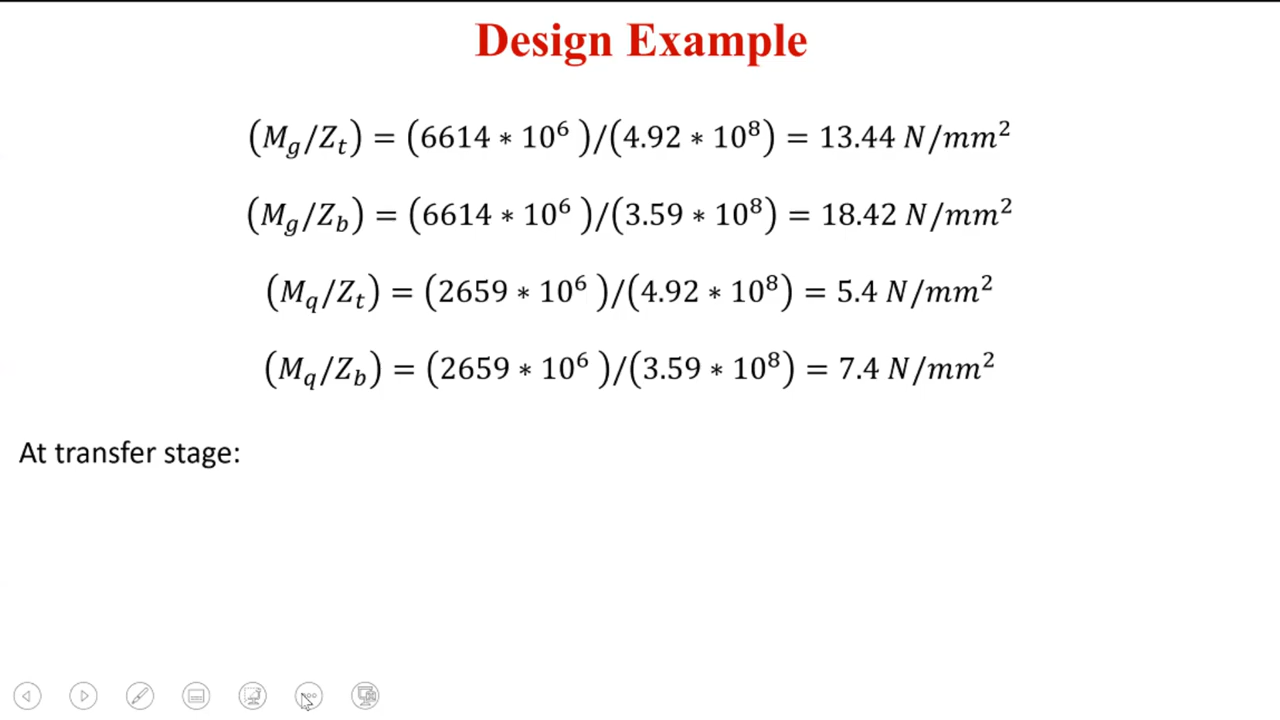 Design Example
(M_g/Z_t) = (6614 * 10^6 )/(4.92 * 10^8) = 13.44 N/mm^2
(M_g/Z_b) = (6614 * 10^6 )/(3.59 * 10^8) = 18.42 N/mm^2
(M_q/Z_t) = (2659 * 10^6 )/(4.92 * 10^8) = 5.4 N/mm^2
(M_q/Z_b) = (2659 * 10^6 )/(3.59 * 10^8) = 7.4 N/mm^2
At transfer stage: